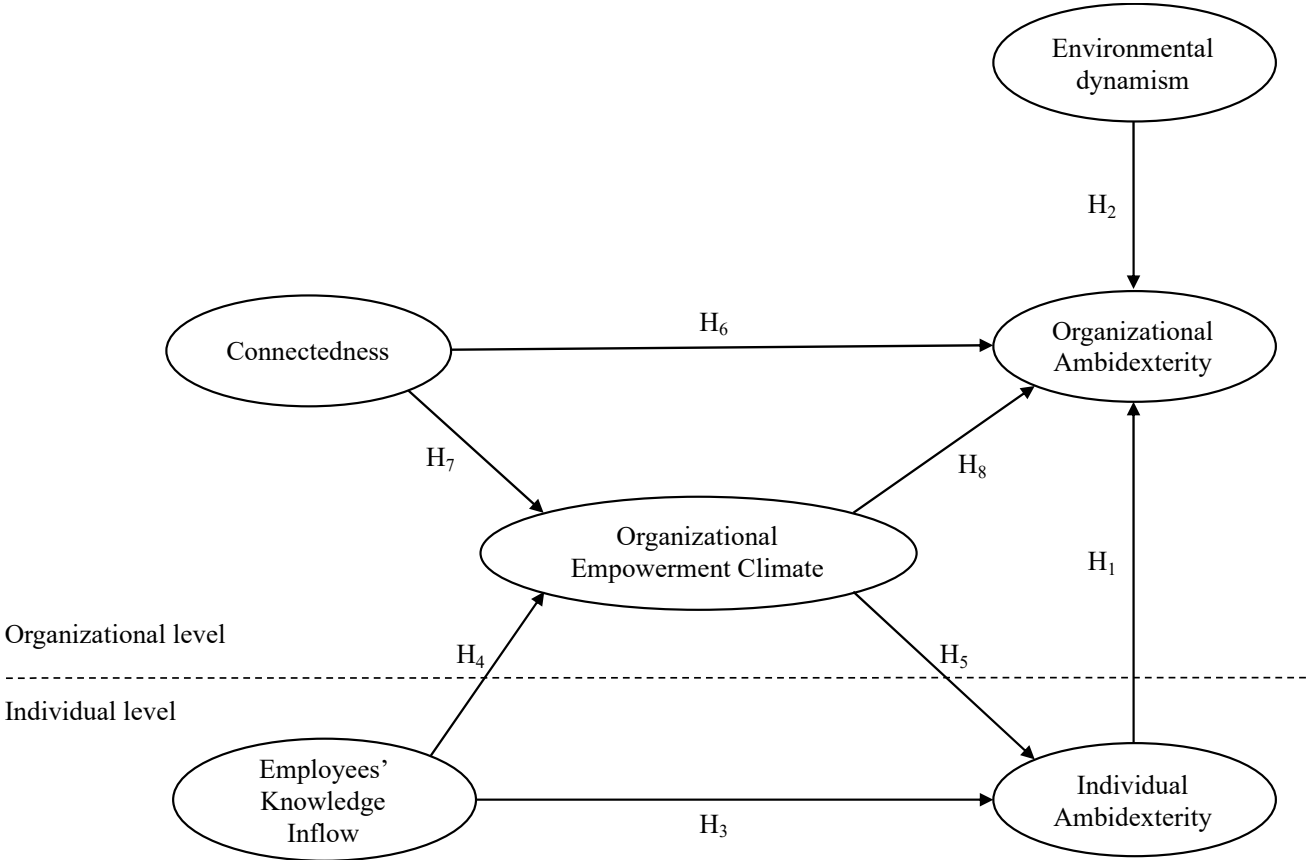 Environmental
dynamism
H₂
Connectedness
H₆
Organizational
Ambidexterity
H₇
H₈
Organizational
Empowerment Climate
H₁
Organizational level
H₄
H₅
Individual level
Employees’
Knowledge
Inflow
H₃
Individual
Ambidexterity